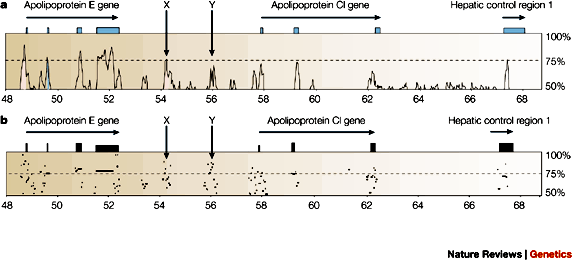 a Apolipoprotein E gene X Y Apolipoprotein CI gene Hepatic control region 1
100%
75%
50%
48 50 52 54 56 58 60 62 64 66 68
b Apolipoprotein E gene X Y Apolipoprotein CI gene Hepatic control region 1
100%
75%
50%
48 50 52 54 56 58 60 62 64 66 68
Nature Reviews | Genetics